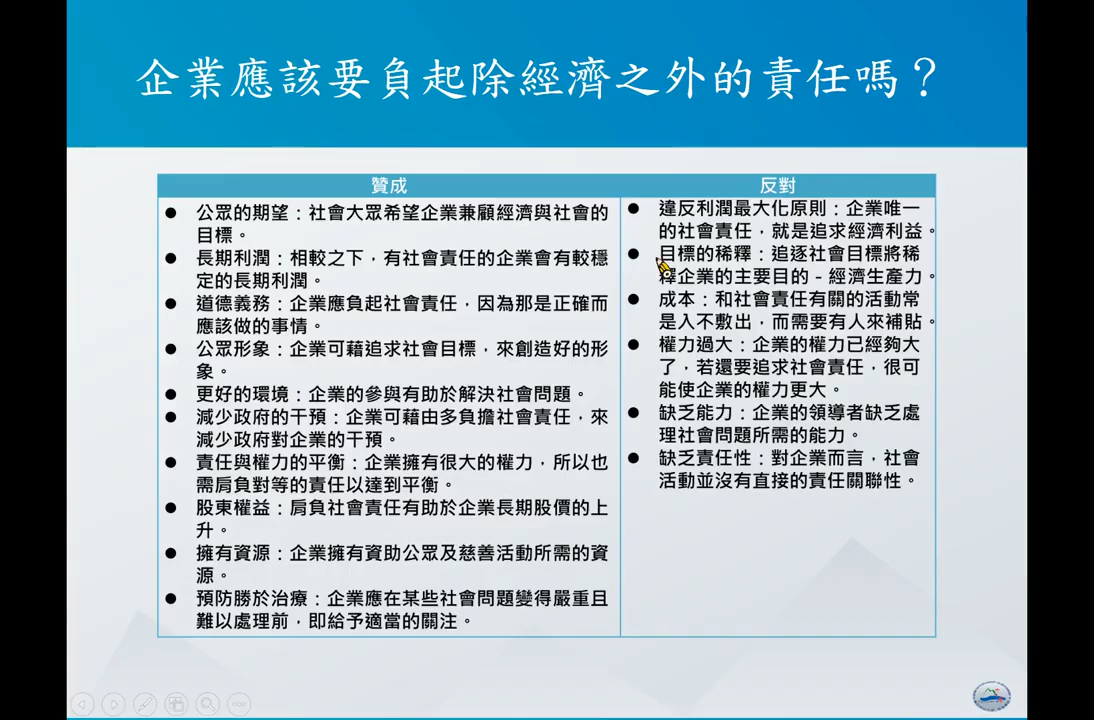 企業應該要負起除經濟之外的責任嗎？
贊成
● 公眾的期望：社會大眾希望企業兼顧經濟與社會的
目標。
● 長期利潤：相較之下，有社會責任的企業會有較穩
定的長期利潤。
● 道德義務：企業應負起社會責任，因為那是正確而
應該做的事情。
● 公眾形象：企業可藉追求社會目標，來創造好的形
象。
● 更好的環境：企業的參與有助於解決社會問題。
● 減少政府的干預：企業可藉由多負擔社會責任，來
減少政府對企業的干預。
● 責任與權力的平衡：企業擁有很大的權力，所以也
需肩負對等的責任以達到平衡。
● 股東權益：肩負社會責任有助於企業長期股價的上
升。
● 擁有資源：企業擁有資助公眾及慈善活動所需的資
源。
● 預防勝於治療：企業應在某些社會問題變得嚴重且
難以處理前，即給予適當的關注。
反對
● 違反利潤最大化原則：企業唯一
的社會責任，就是追求經濟利益。
● 目標的稀釋：追逐社會目標將稀
釋企業的主要目的－經濟生產力。
● 成本：和社會責任有關的活動常
是入不敷出，而需要有人來補貼。
● 權力過大：企業的權力已經夠大
了，若還要追求社會責任，很可
能使企業的權力更大。
● 缺乏能力：企業的領導者缺乏處
理社會問題所需的能力。
● 缺乏責任性：對企業而言，社會
活動並沒有直接的責任關聯性。